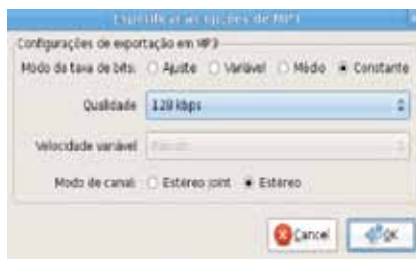 Especificar as opções de MP3
Configurações de exportação em MP3
Modo da taxa de bits: Ajuste Variável Médio Constante
Qualidade 128 kbps
Velocidade variável
Modo de canal: Estéreo joint Estéreo
Cancel OK